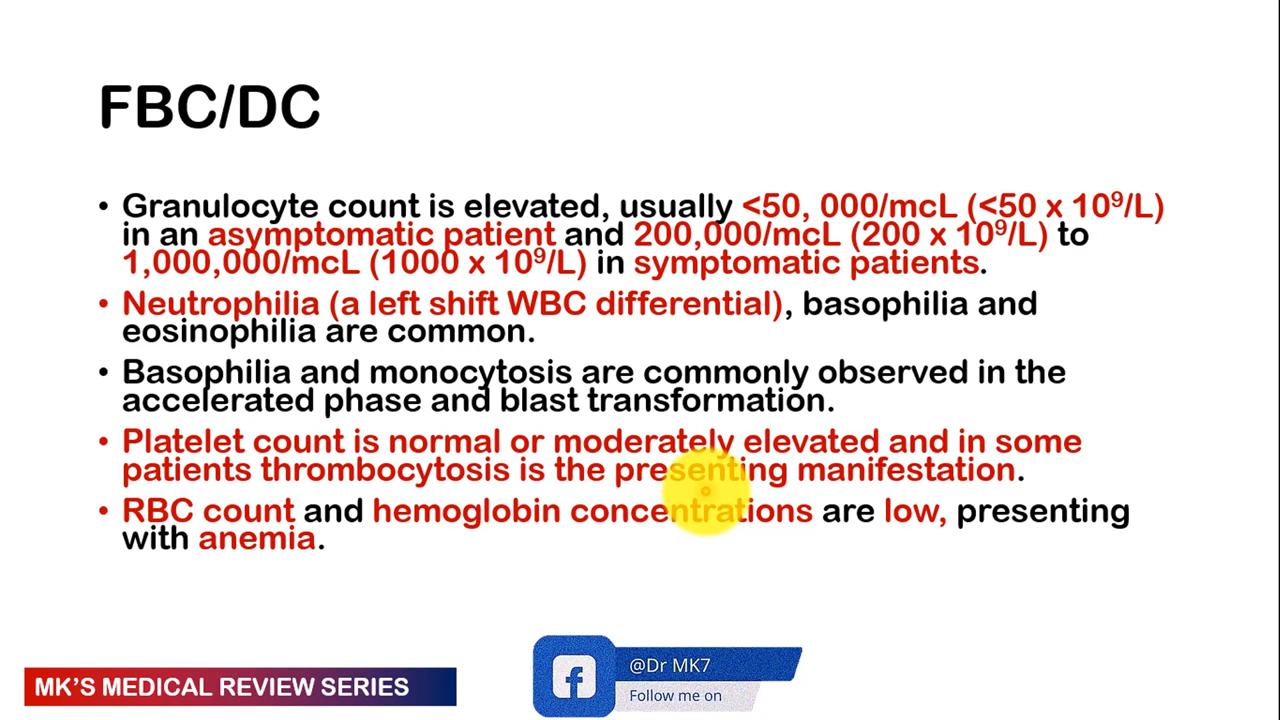 FBC/DC
• Granulocyte count is elevated, usually <50, 000/mcL (<50 x 10⁹/L)
in an asymptomatic patient and 200,000/mcL (200 x 10⁹/L) to
1,000,000/mcL (1000 x 10⁹/L) in symptomatic patients.
• Neutrophilia (a left shift WBC differential), basophilia and
eosinophilia are common.
• Basophilia and monocytosis are commonly observed in the
accelerated phase and blast transformation.
• Platelet count is normal or moderately elevated and in some
patients thrombocytosis is the presenting manifestation.
• RBC count and hemoglobin concentrations are low, presenting
with anemia.
MK'S MEDICAL REVIEW SERIES
@Dr MK7
Follow me on